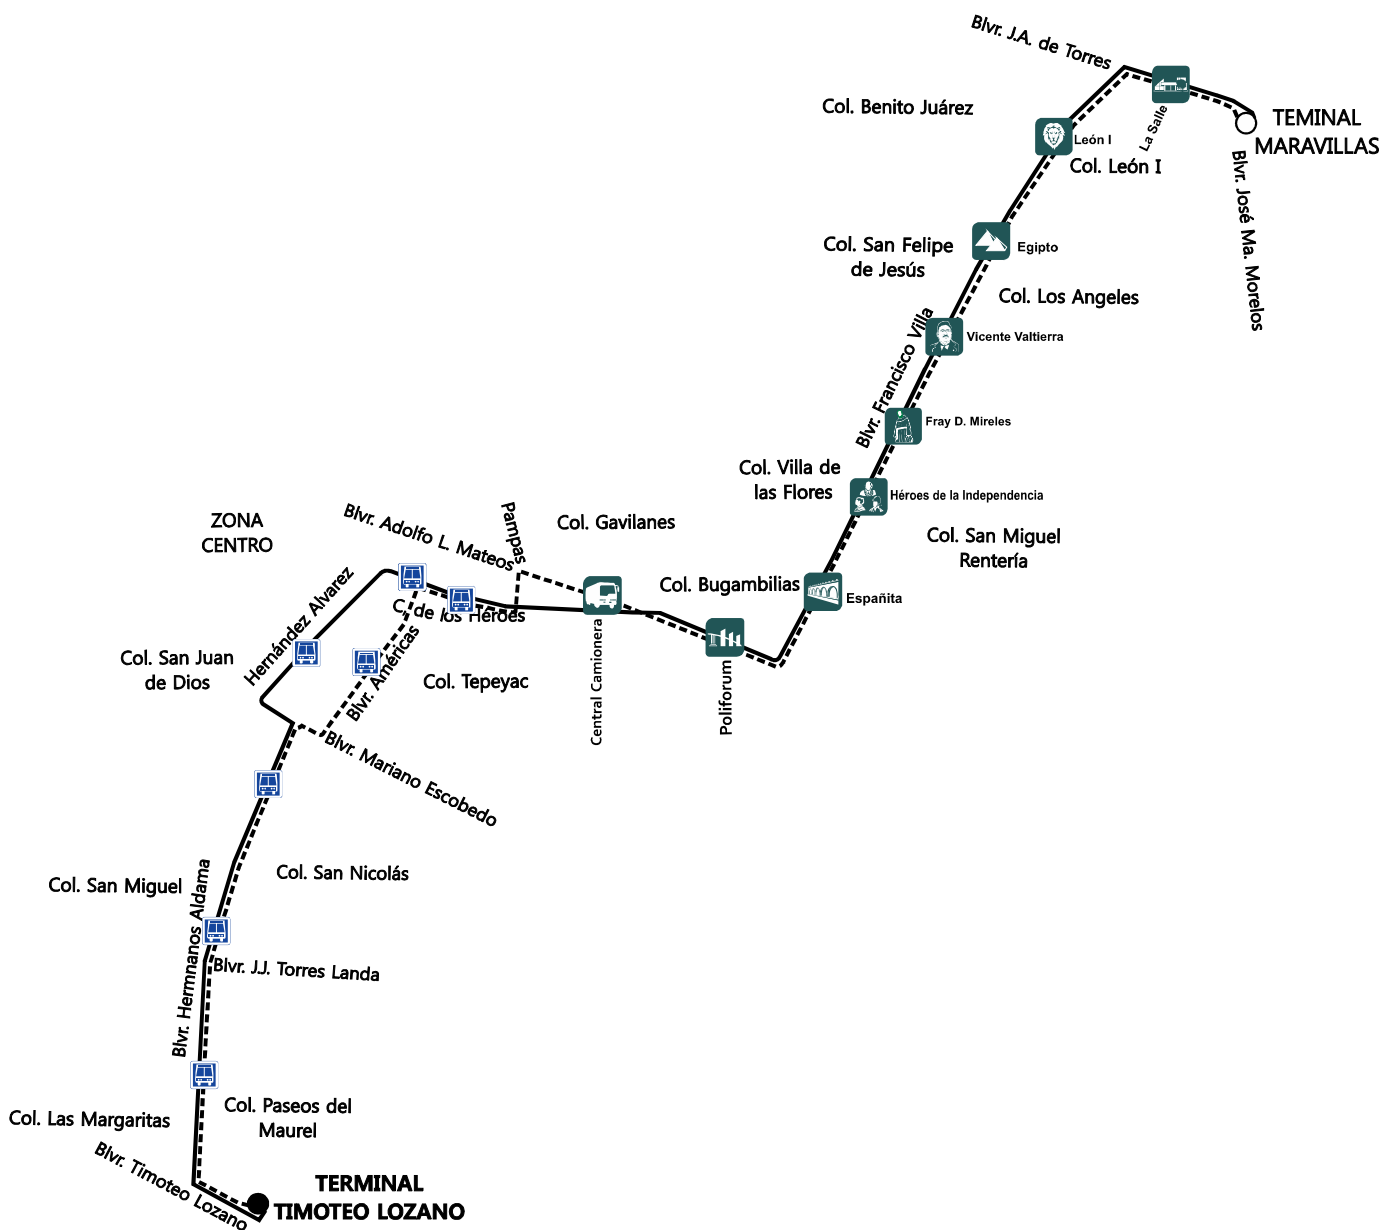 Blvr. J.A. de Torres
Col. Benito Juárez
TEMINAL
MARAVILLAS
La Salle
León I
Col. León I
Blvr. José Ma. Morelos
Col. San Felipe
de Jesús
Egipto
Col. Los Angeles
Blvr. Francisco Villa
Vicente Valtierra
Fray D. Mireles
Col. Villa de
las Flores
Héroes de la Independencia
Col. San Miguel
Rentería
ZONA
CENTRO
Blvr. Adolfo L. Mateos
Pampas
Col. Gavilanes
Col. Bugambilias
Españita
Hernández Alvarez
C. de los Héroes
Col. San Juan
de Dios
Blvr. Américas
Col. Tepeyac
Central Camionera
Poliforum
Blvr. Mariano Escobedo
Col. San Miguel
Blvr. Hermnanos Aldama
Col. San Nicolás
Blvr. J.J. Torres Landa
Col. Las Margaritas
Col. Paseos del
Maurel
Blvr. Timoteo Lozano
TERMINAL
TIMOTEO LOZANO